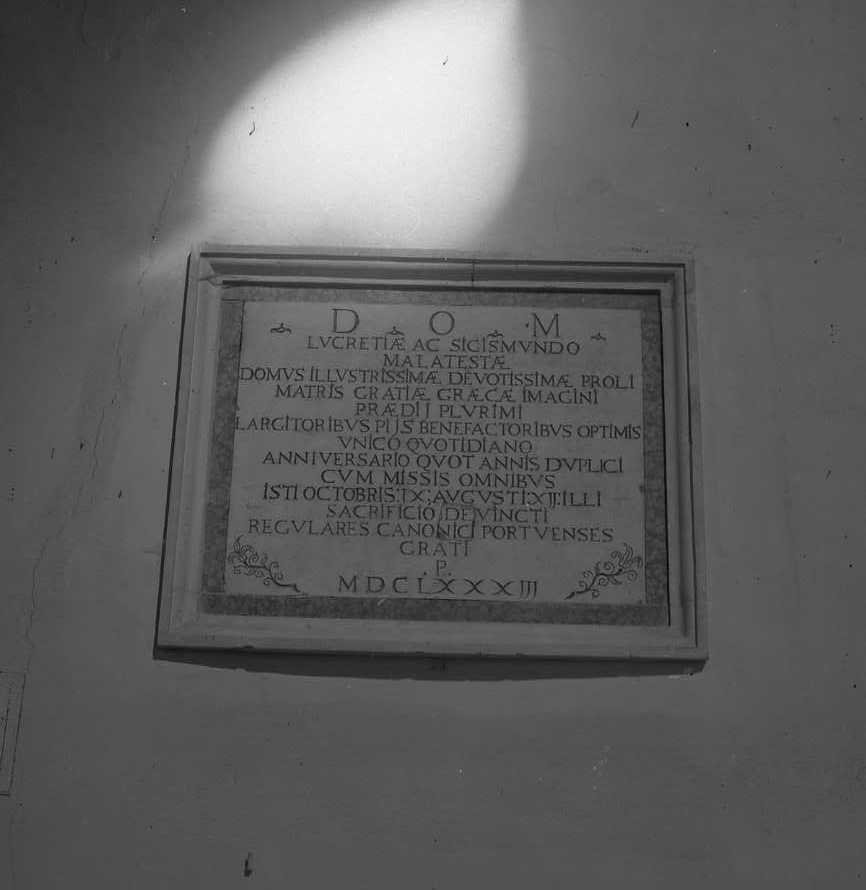 D O M
LVCRETIÆ AC SIGISMVNDO
MALATESTÆ
DOMVS ILLVSTRISSIMÆ DEVOTISSIMÆ PROLI
MATRIS GRATIÆ GRÆCÆ IMAGINI
PRÆDIJ PLVRIMI
LARGITORIBVS PIJS BENEFACTORIBVS OPTIMIS
VNICO QVOTIDIANO
ANNIVERSARIO QVOT ANNIS DVPLICI
CVM MISSIS OMNIBVS
ISTI OCTOBRIS:IX;AVGVSTI:XIJ:ILLI
SACRIFICIO DEVINCTI
REGVLARES CANONICI PORTVENSES
GRATI
P.
MDCLXXXIIJ